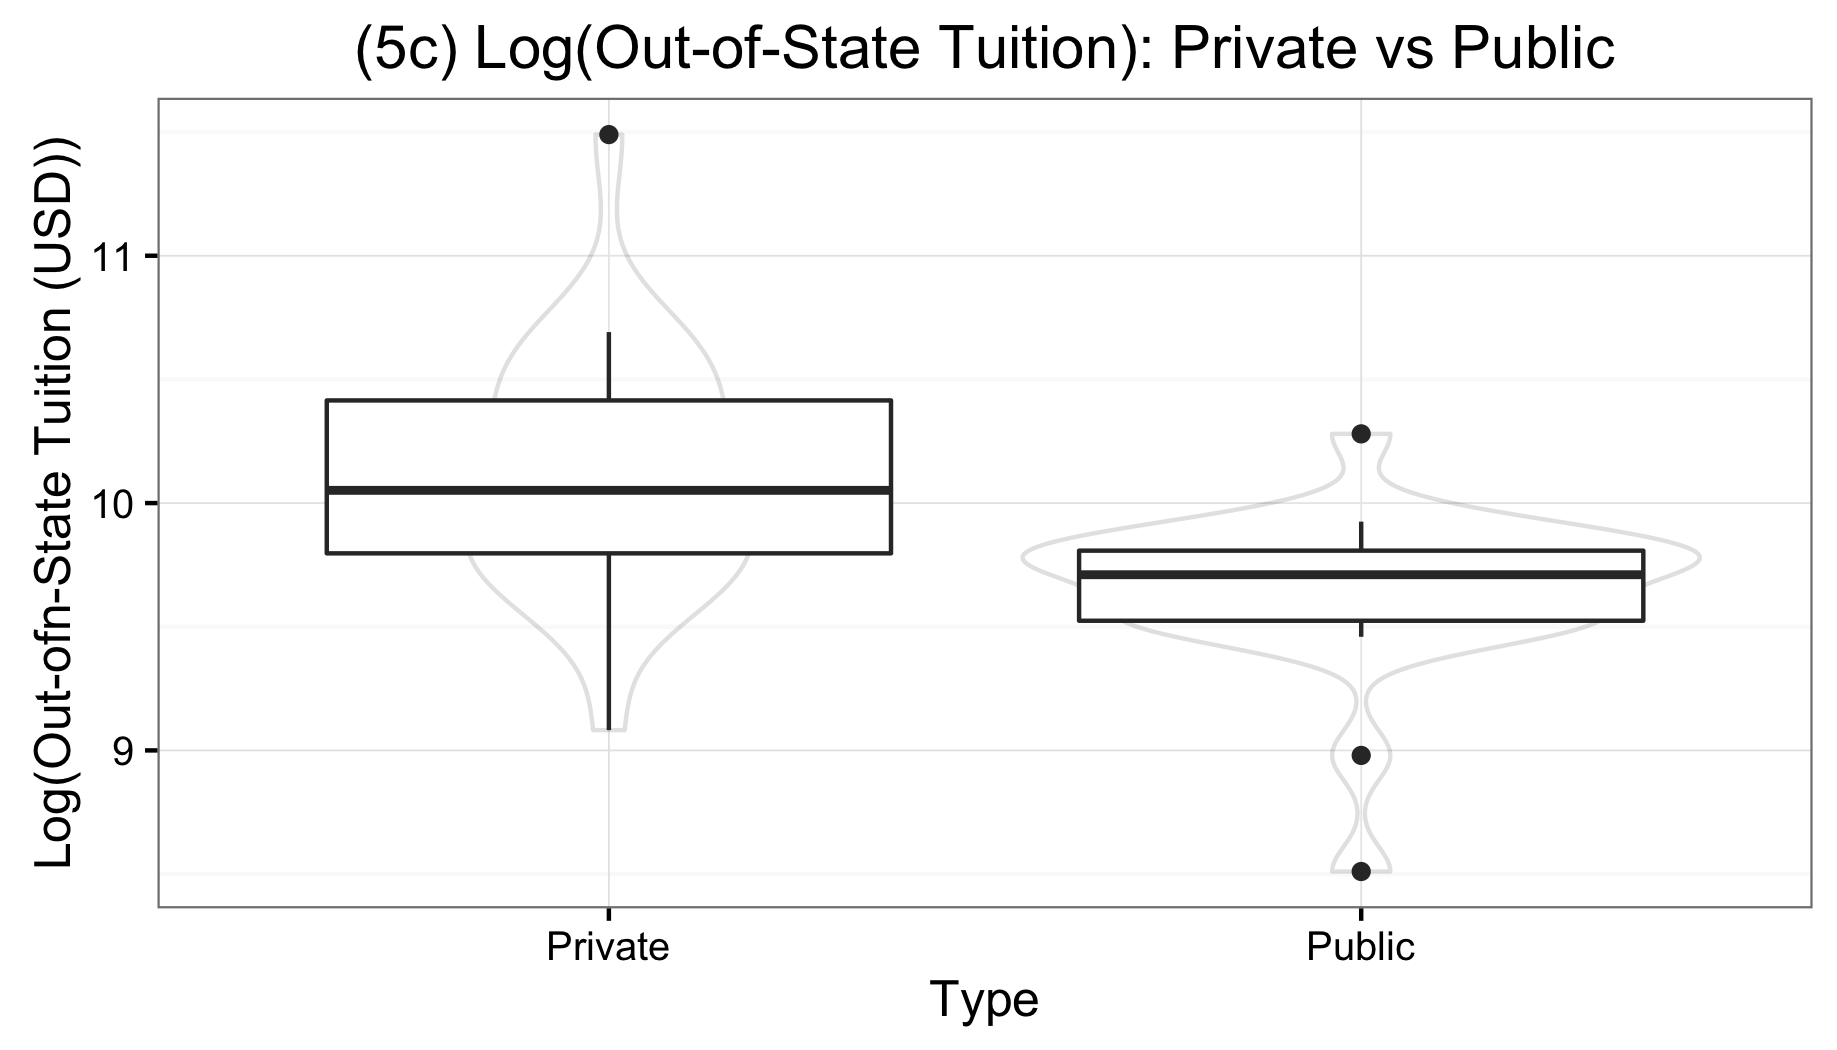 (5c) Log(Out-of-State Tuition): Private vs Public
Log(Out-ofn-State Tuition (USD))
11
10
9
Private Public
Type